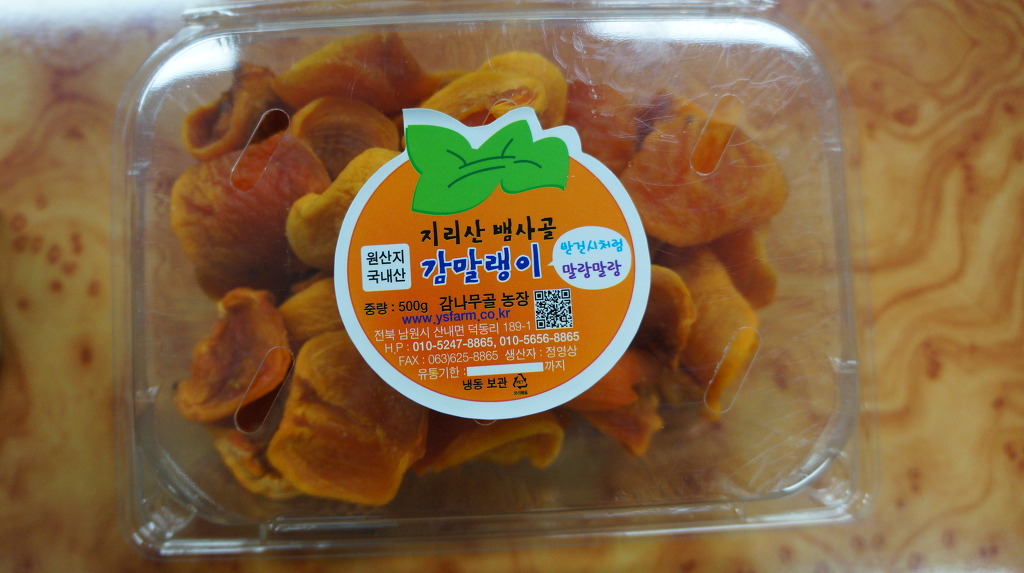 지리산 뱀사골
원산지
국내산
감말랭이
반건시처럼
말랑말랑
중량 : 500g 감나무골 농장
www.ysfarm.co.kr
전북 남원시 산내면 덕동리 189-1
H.P : 010-5247-8865, 010-5656-8865
FAX : 063)625-8865 생산자 : 정영상
유통기한 : 까지
냉동 보관